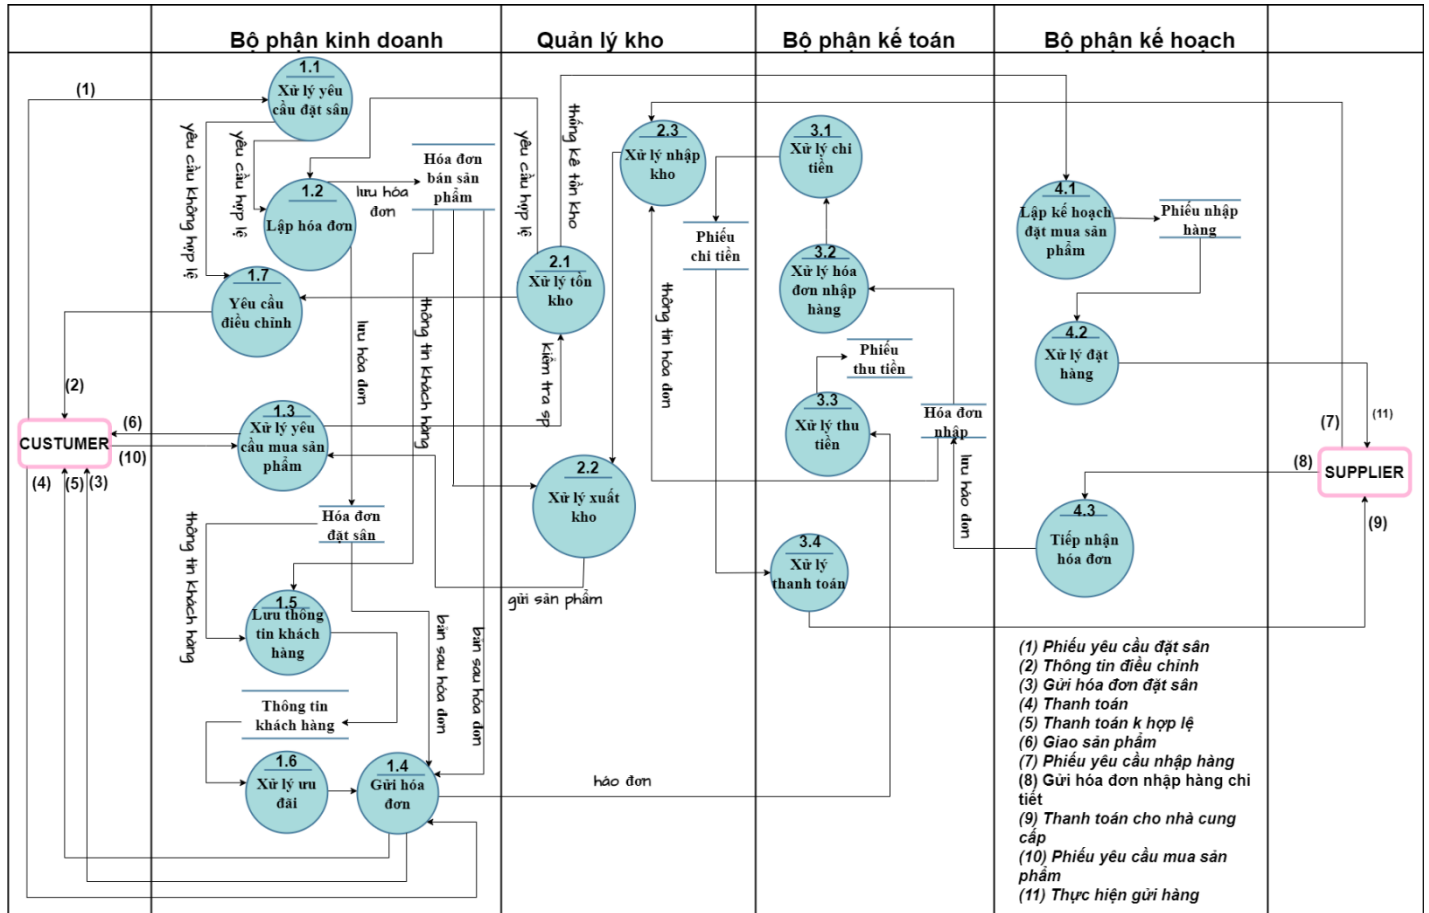 Bộ phận kinh doanh
Quản lý kho
Bộ phận kế toán
Bộ phận kế hoạch
(1)
1.1
Xử lý yêu
cầu đặt sân
yêu cầu không hợp lệ
yêu cầu hợp lệ
1.2
Lập hóa đơn
lưu hóa
đơn
Hóa đơn
bán sản
phẩm
1.7
Yêu cầu
điều chỉnh
(2)
lưu hóa đơn
thông tin khách hàng
CUSTUMER
(6)
(10)
(4)
(5)
(3)
1.3
Xử lý yêu
cầu mua sản
phẩm
Hóa đơn
đặt sân
thông tin khách hàng
1.5
Lưu thông
tin khách
hàng
Thông tin
khách hàng
1.6
Xử lý ưu
đãi
1.4
Gửi hóa
đơn
bản sau hóa đơn
bản sau hóa đơn
yêu cầu hợp lệ
thống kê tồn kho
2.1
Xử lý tồn
kho
kiểm tra sp
2.3
Xử lý nhập
kho
thông tin hóa đơn
2.2
Xử lý xuất
kho
gửi sản phẩm
háo đơn
3.1
Xử lý chi
tiền
Phiếu
chi tiền
3.2
Xử lý hóa
đơn nhập
hàng
Phiếu
thu tiền
3.3
Xử lý thu
tiền
Hóa đơn
nhập
lưu háo đơn
3.4
Xử lý
thanh toán
4.1
Lập kế hoạch
đặt mua sản
phẩm
Phiếu nhập
hàng
4.2
Xử lý đặt
hàng
4.3
Tiếp nhận
hóa đơn
(7)
(11)
(8)
SUPPLIER
(9)
(1) Phiếu yêu cầu đặt sân
(2) Thông tin điều chỉnh
(3) Gửi hóa đơn đặt sân
(4) Thanh toán
(5) Thanh toán k hợp lệ
(6) Giao sản phẩm
(7) Phiếu yêu cầu nhập hàng
(8) Gửi hóa đơn nhập hàng chi
tiết
(9) Thanh toán cho nhà cung
cấp
(10) Phiếu yêu cầu mua sản
phẩm
(11) Thực hiện gửi hàng